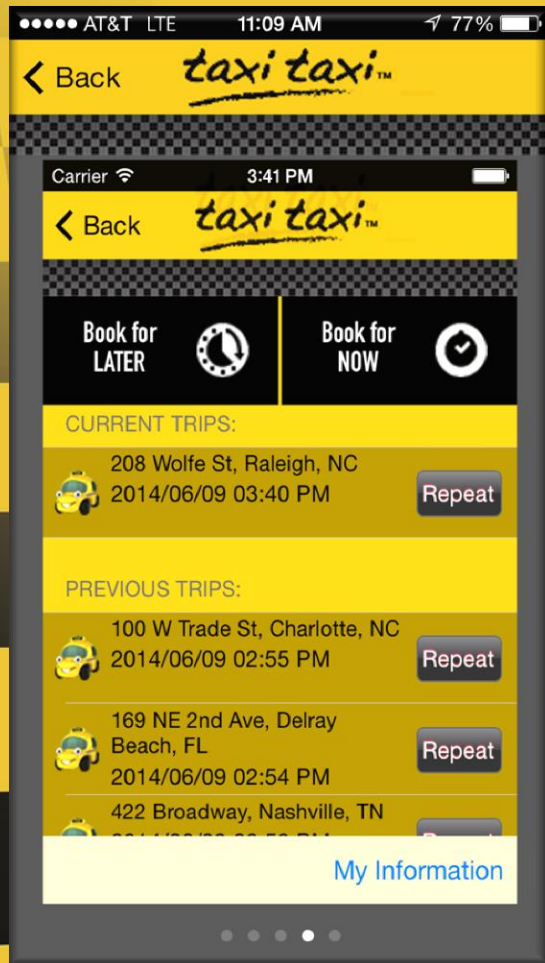 AT&T LTE 11:09 AM 77%
Back taxi taxi™
Carrier 3:41 PM
Back taxi taxi™
Book for LATER
Book for NOW
CURRENT TRIPS:
208 Wolfe St, Raleigh, NC
2014/06/09 03:40 PM
Repeat
PREVIOUS TRIPS:
100 W Trade St, Charlotte, NC
2014/06/09 02:55 PM
Repeat
169 NE 2nd Ave, Delray
Beach, FL
2014/06/09 02:54 PM
Repeat
422 Broadway, Nashville, TN
My Information